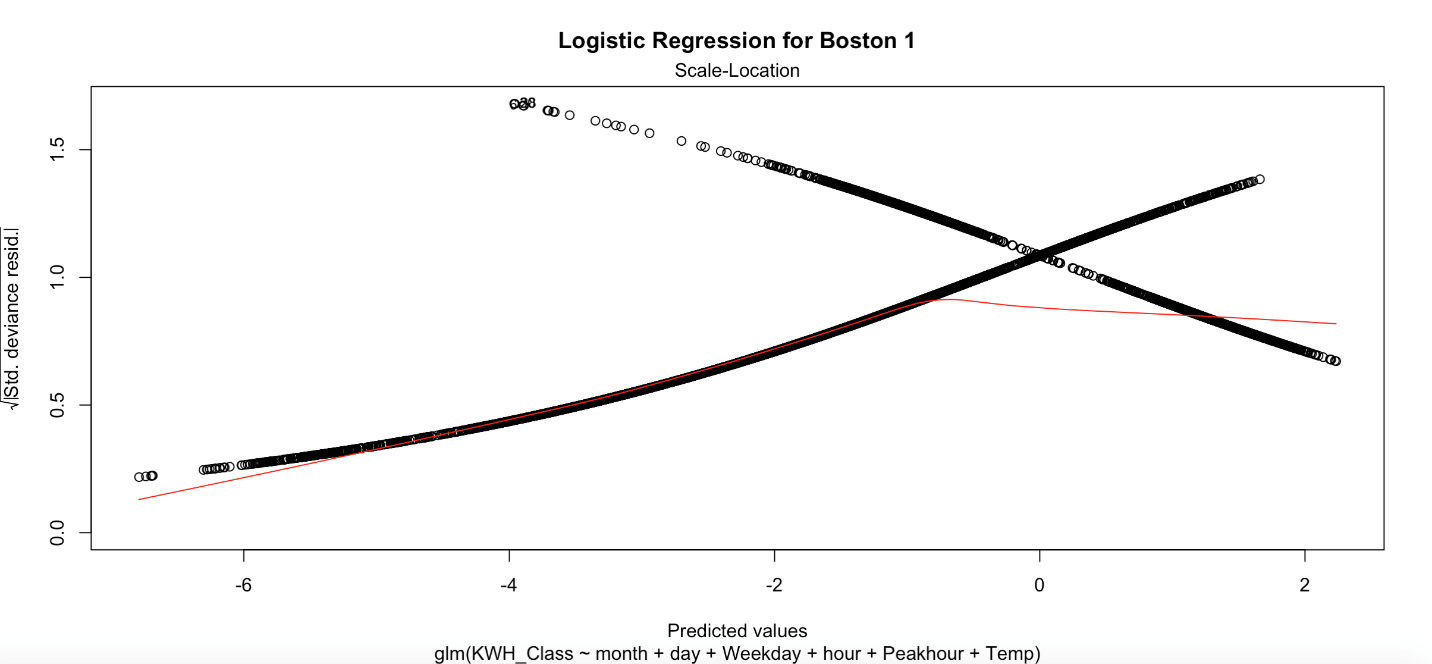 Logistic Regression for Boston 1
Scale-Location
√|Std. deviance resid.|
1.5
1.0
0.5
0.0
-6 -4 -2 0 2
Predicted values
glm(KWH_Class ~ month + day + Weekday + hour + Peakhour + Temp)